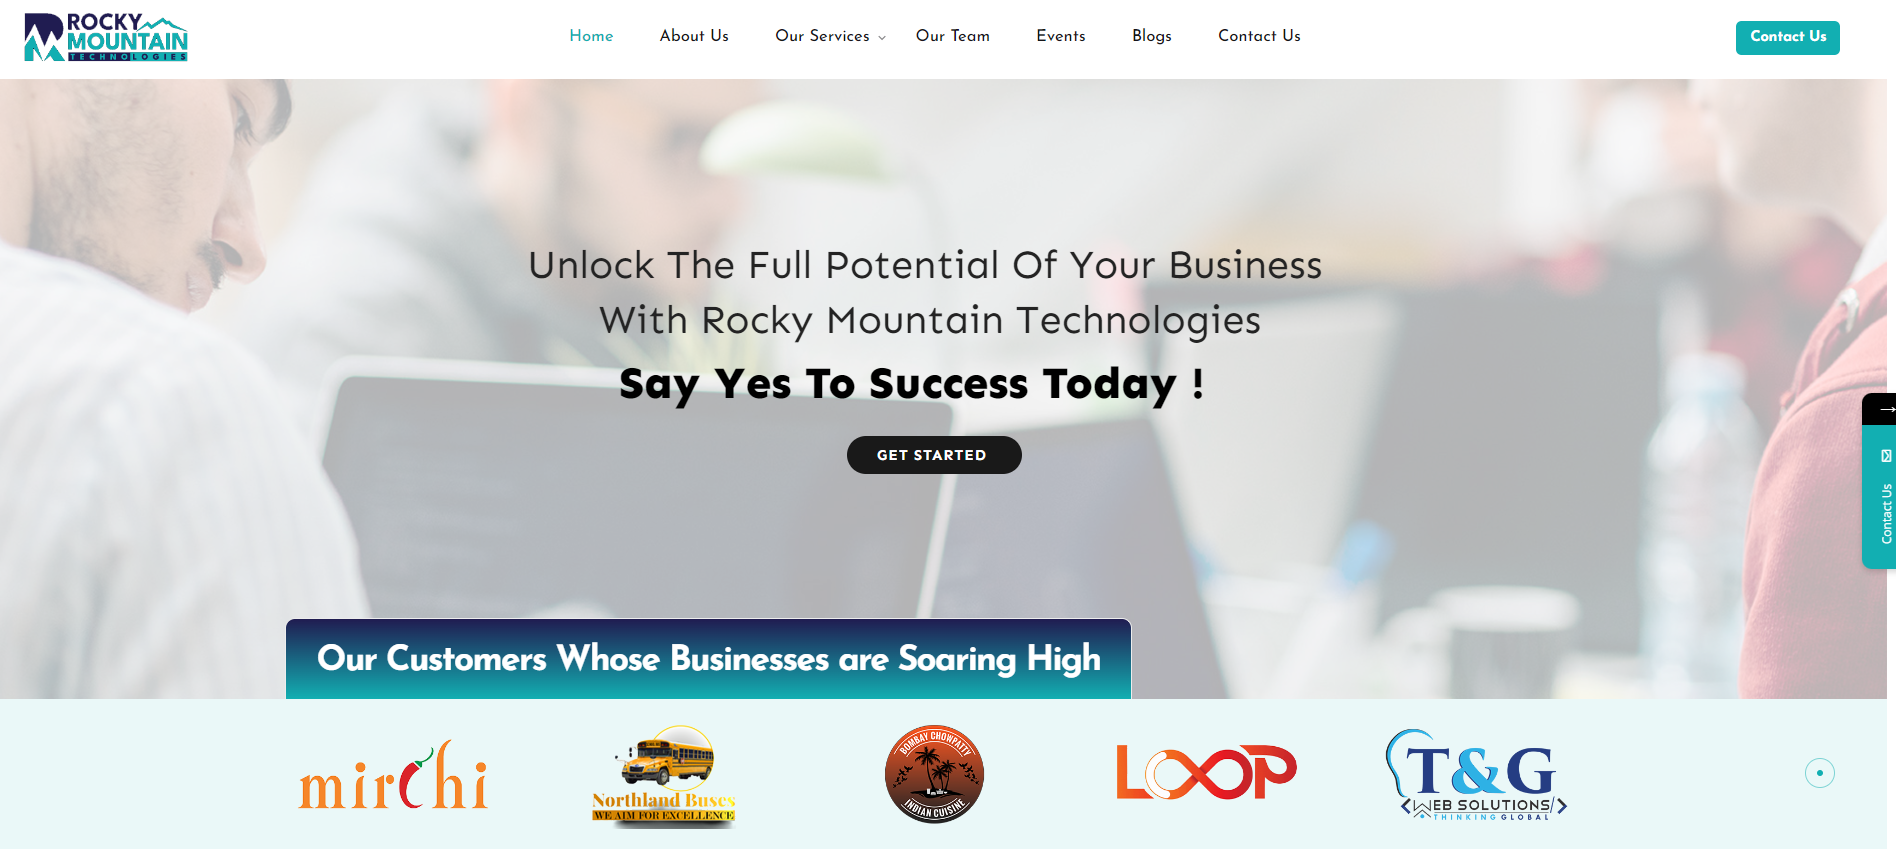 ROCKY
MOUNTAIN
TECHNOLOGIES
Home
About Us
Our Services
Our Team
Events
Blogs
Contact Us
Contact Us
Unlock The Full Potential Of Your Business
With Rocky Mountain Technologies
Say Yes To Success Today !
GET STARTED
→
Contact Us
Our Customers Whose Businesses are Soaring High
mirchi
Northland Buses
WE AIM FOR EXCELLENCE
BOMBAY CHOWPATTY
INDIAN CUISINE
LOOP
T&G
<WEB SOLUTIONS/>
THINKING GLOBAL